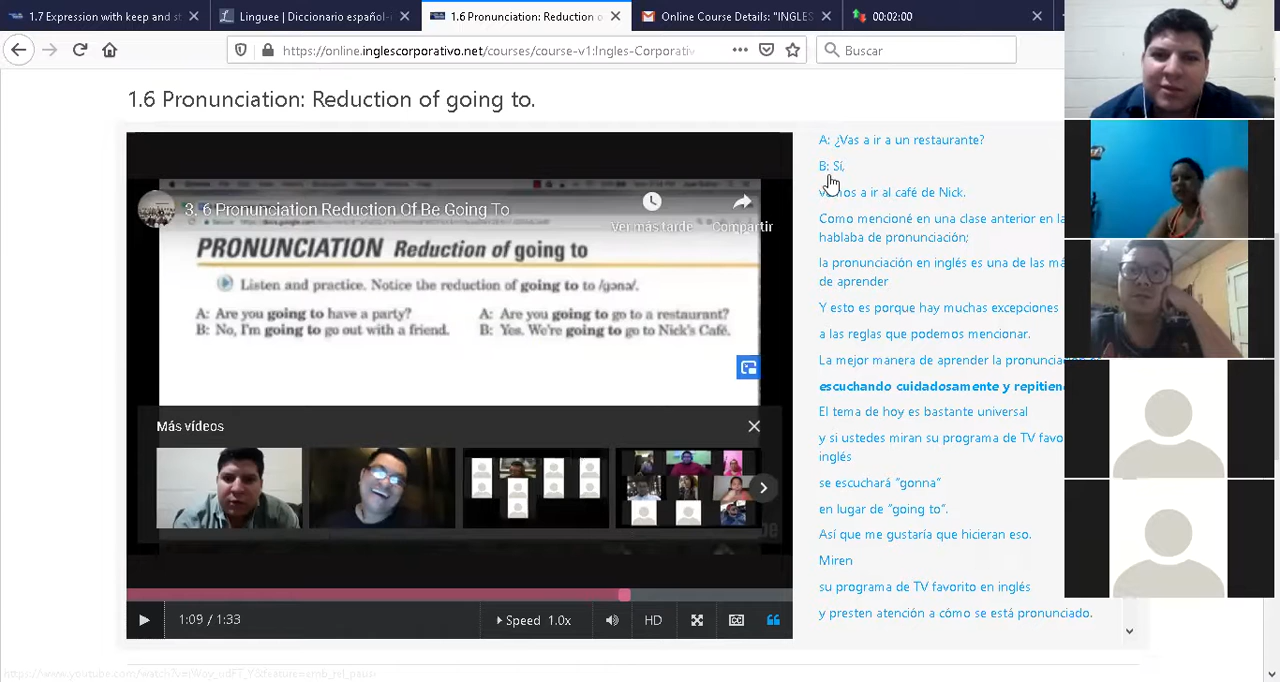 1.7 Expression with keep and st
Linguee | Diccionario español-i
1.6 Pronunciation: Reduction o
Online Course Details: "INGLES
00:02:00
https://online.inglescorporativo.net/courses/course-v1:Ingles-Corporativ
Buscar
1.6 Pronunciation: Reduction of going to.
3. 6 Pronunciation Reduction Of Be Going To
Ver más tarde
Compartir
PRONUNCIATION Reduction of going to
Listen and practice. Notice the reduction of going to to /gənə/.
A: Are you going to have a party?
B: No, I'm going to go out with a friend.
A: Are you going to go to a restaurant?
B: Yes. We're going to go to Nick's Café.
Más vídeos
1:09 / 1:33
Speed 1.0x
HD
A: ¿Vas a ir a un restaurante?
B: Sí,
a ir al café de Nick.
Como mencioné en una clase anterior en la
hablaba de pronunciación;
la pronunciación en inglés es una de las má
de aprender
Y esto es porque hay muchas excepciones
a las reglas que podemos mencionar.
La mejor manera de aprender la pronunciación
escuchando cuidadosamente y repitien
El tema de hoy es bastante universal
y si ustedes miran su programa de TV favo
inglés
se escuchará "gonna"
en lugar de "going to".
Así que me gustaría que hicieran eso.
Miren
su programa de TV favorito en inglés
y presten atención a cómo se está pronunciado.